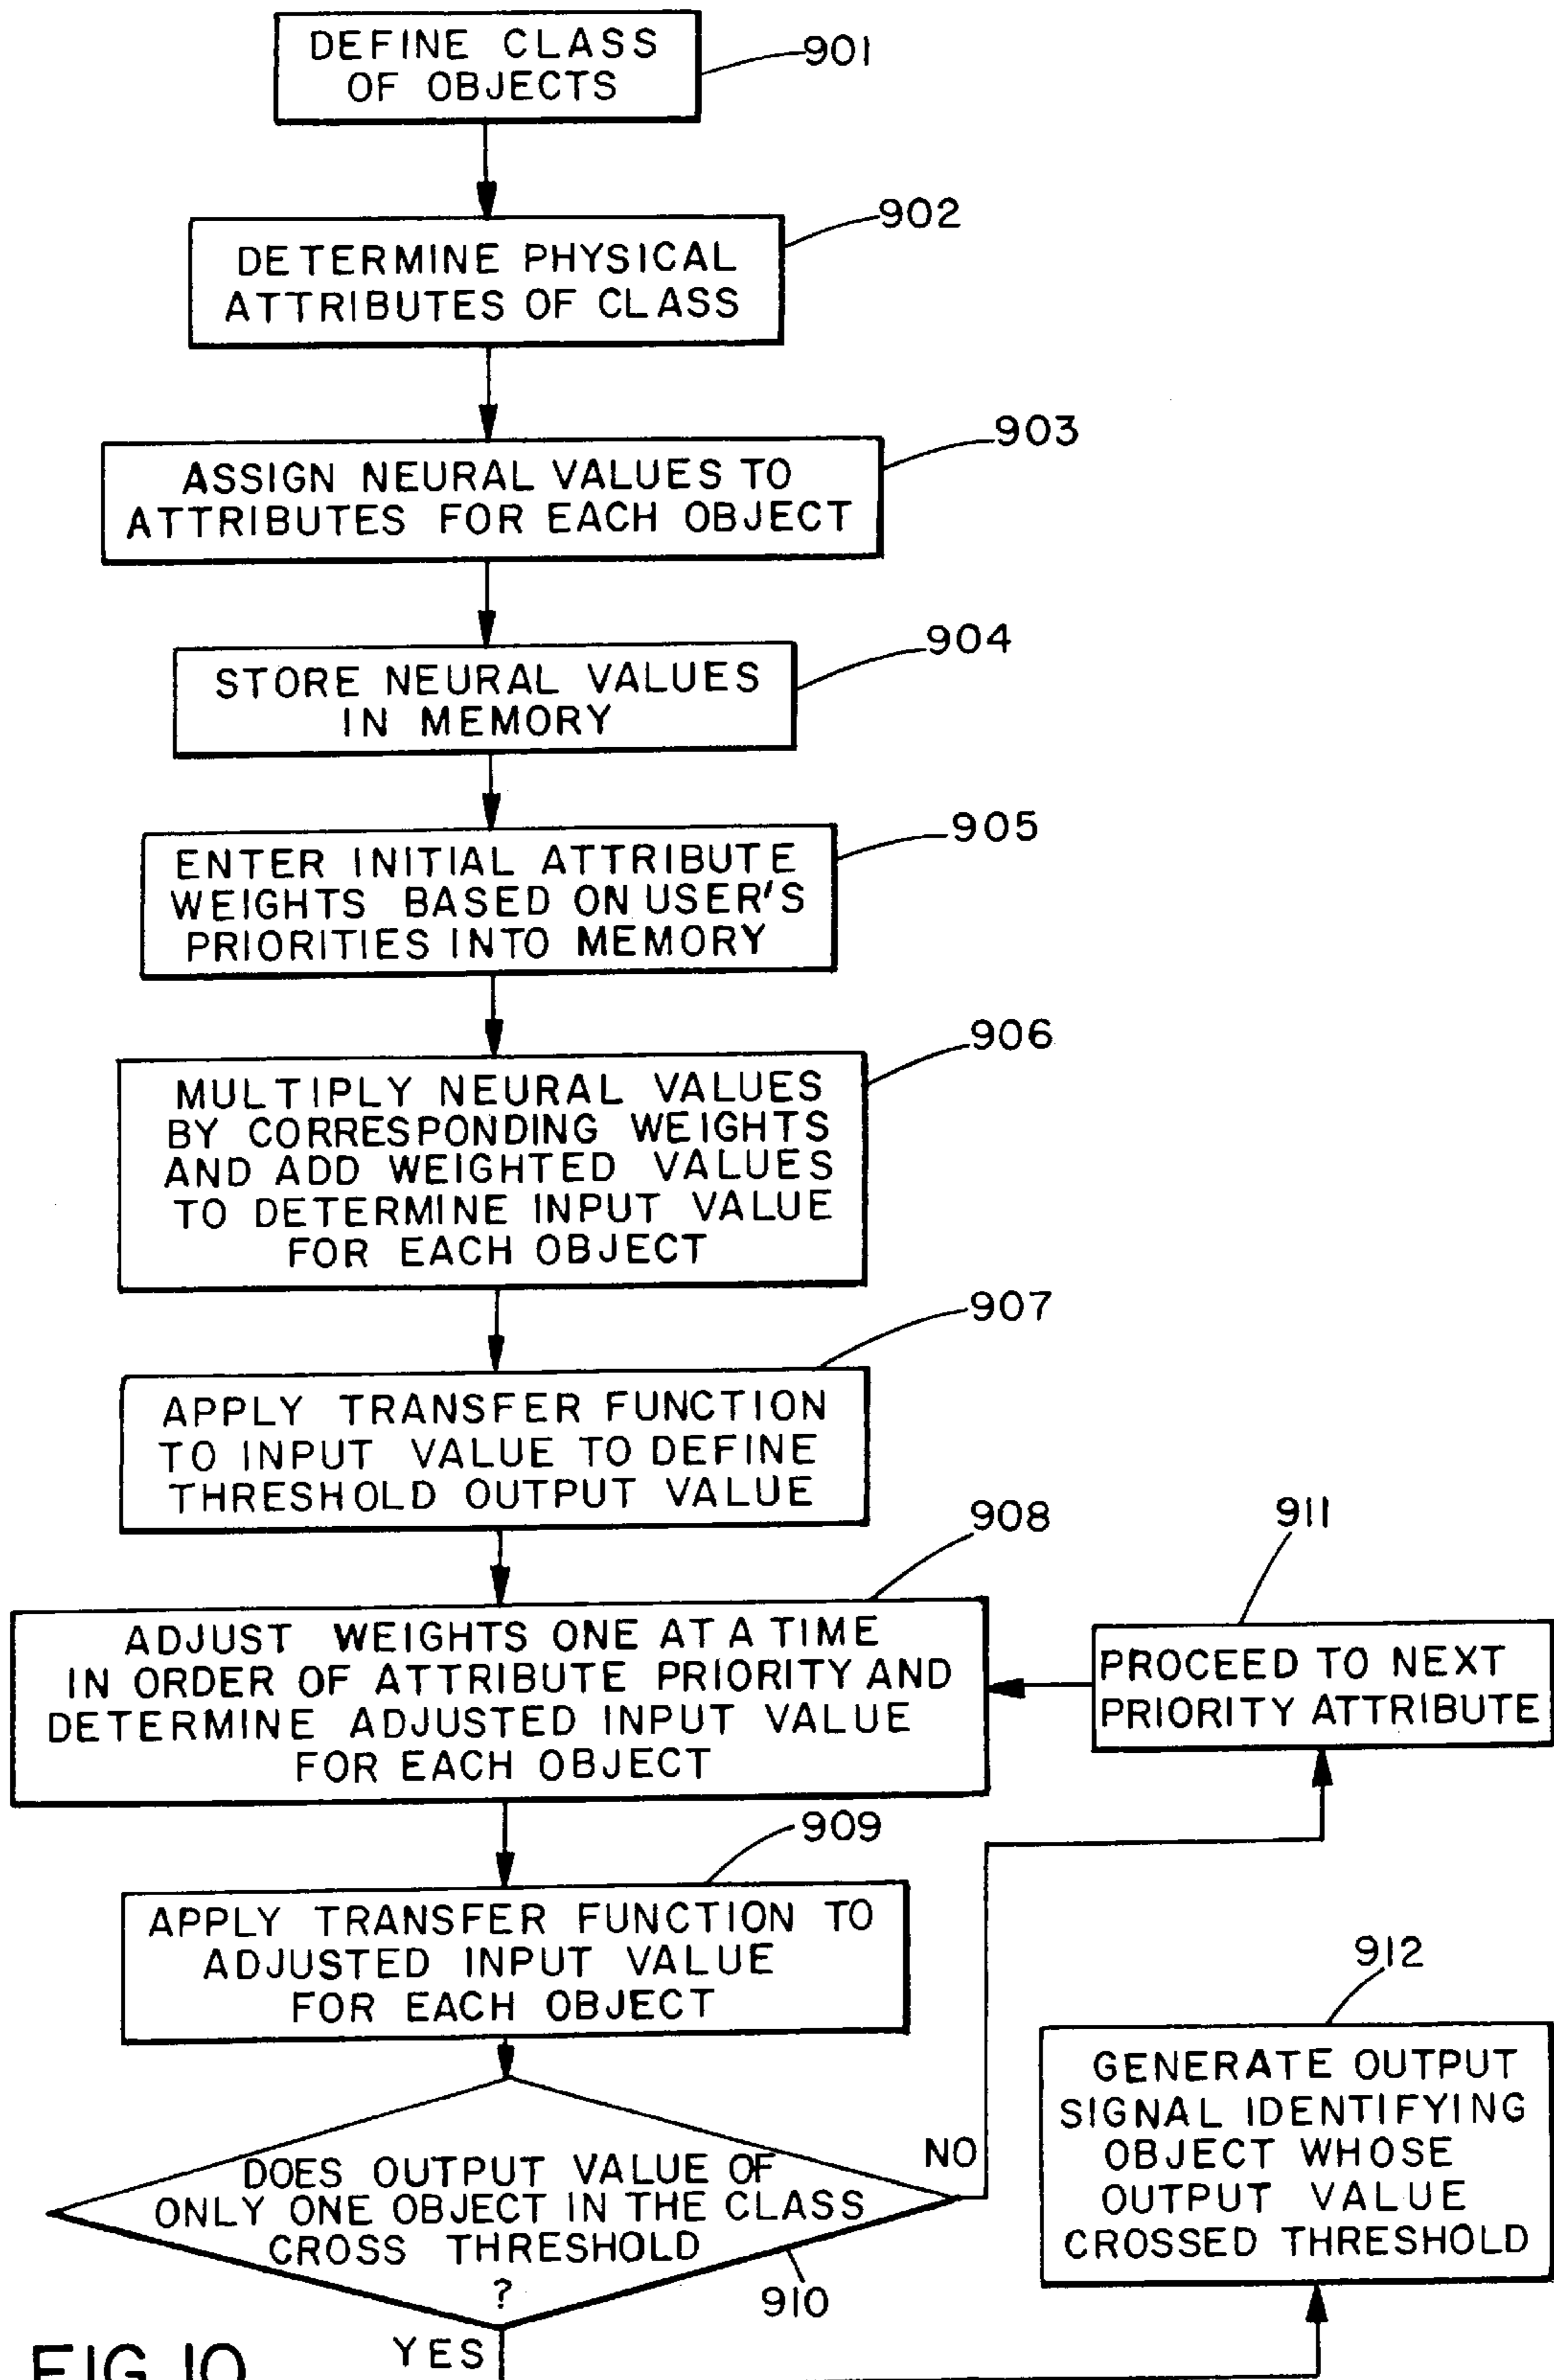 DEFINE CLASS
OF OBJECTS
901
902
DETERMINE PHYSICAL
ATTRIBUTES OF CLASS
903
ASSIGN NEURAL VALUES TO
ATTRIBUTES FOR EACH OBJECT
904
STORE NEURAL VALUES
IN MEMORY
905
ENTER INITIAL ATTRIBUTE
WEIGHTS BASED ON USER'S
PRIORITIES INTO MEMORY
906
MULTIPLY NEURAL VALUES
BY CORRESPONDING WEIGHTS
AND ADD WEIGHTED VALUES
TO DETERMINE INPUT VALUE
FOR EACH OBJECT
907
APPLY TRANSFER FUNCTION
TO INPUT VALUE TO DEFINE
THRESHOLD OUTPUT VALUE
908
ADJUST WEIGHTS ONE AT A TIME
IN ORDER OF ATTRIBUTE PRIORITY AND
DETERMINE ADJUSTED INPUT VALUE
FOR EACH OBJECT
911
PROCEED TO NEXT
PRIORITY ATTRIBUTE
909
APPLY TRANSFER FUNCTION TO
ADJUSTED INPUT VALUE
FOR EACH OBJECT
912
GENERATE OUTPUT
SIGNAL IDENTIFYING
OBJECT WHOSE
OUTPUT VALUE
CROSSED THRESHOLD
NO
DOES OUTPUT VALUE OF
ONLY ONE OBJECT IN THE CLASS
CROSS THRESHOLD
?
910
YES
FIG. 10